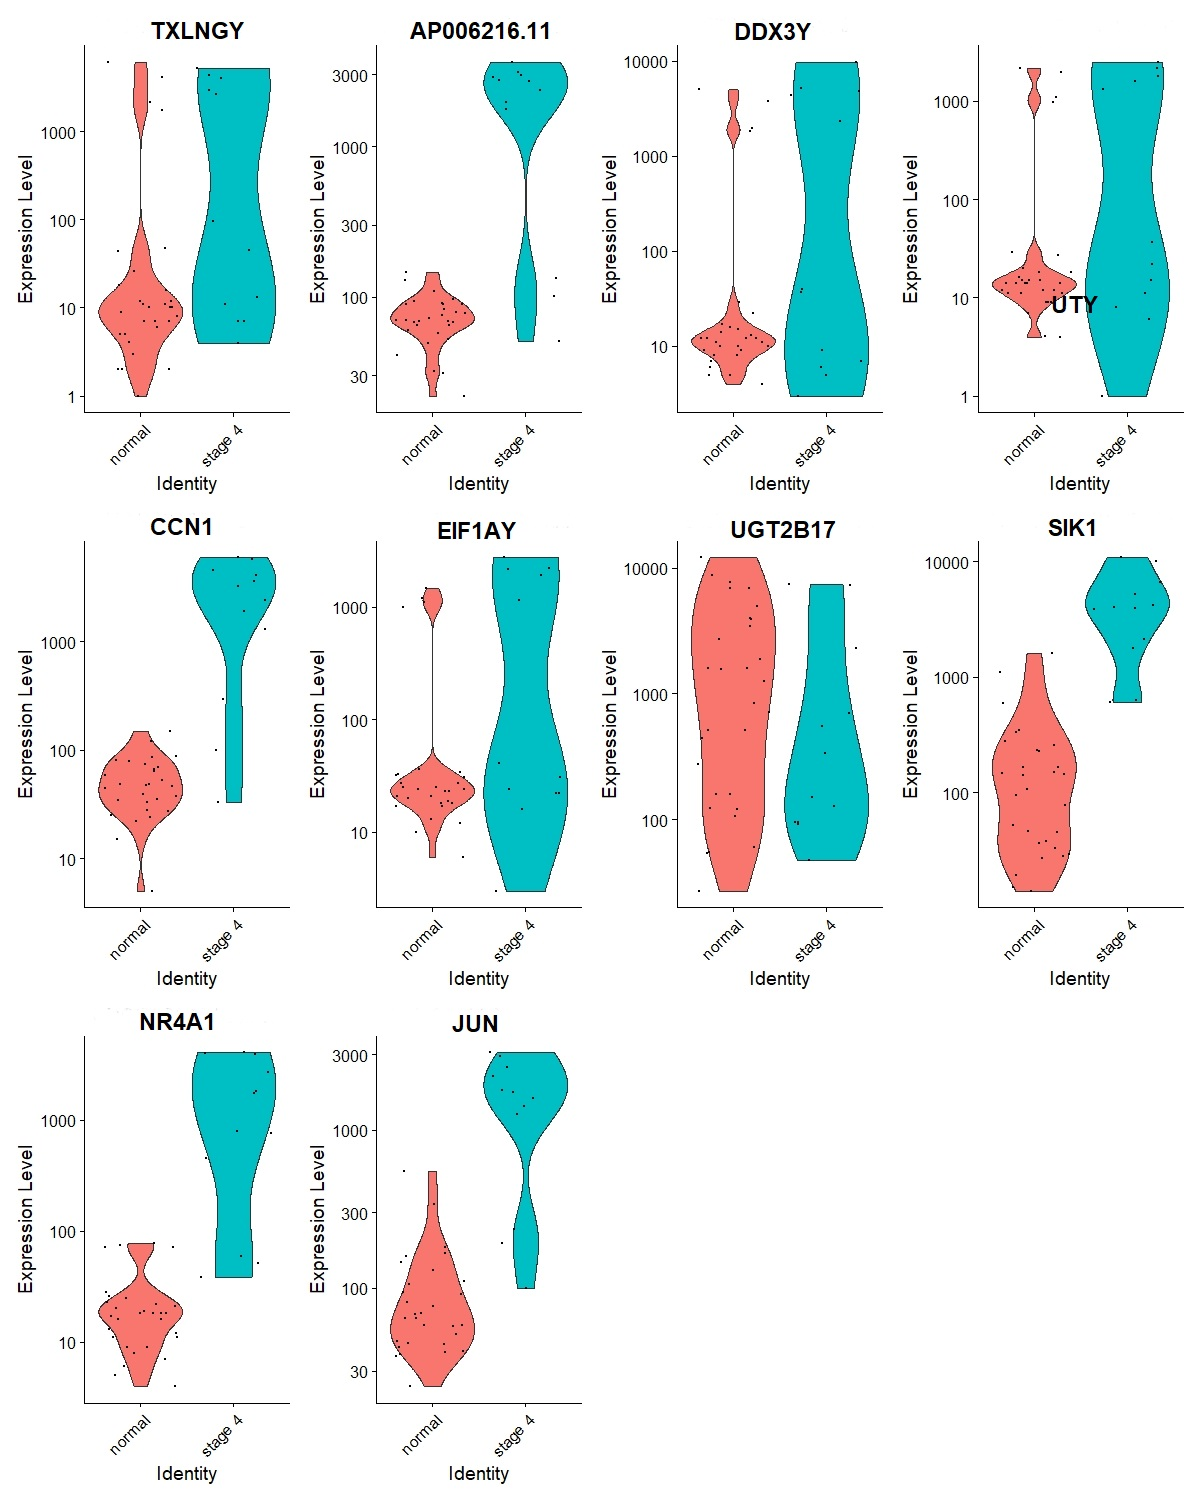 TXLNGY
AP006216.11
DDX3Y
Expression Level
1000
100
10
1
normal
stage 4
Identity
Expression Level
3000
1000
300
100
30
normal
stage 4
Identity
Expression Level
10000
1000
100
10
normal
stage 4
Identity
Expression Level
1000
100
10
1
UTY
normal
stage 4
Identity
CCN1
EIF1AY
UGT2B17
SIK1
Expression Level
1000
100
10
normal
stage 4
Identity
Expression Level
1000
100
10
normal
stage 4
Identity
Expression Level
10000
1000
100
normal
stage 4
Identity
Expression Level
10000
1000
100
normal
stage 4
Identity
NR4A1
JUN
Expression Level
1000
100
10
normal
stage 4
Identity
Expression Level
3000
1000
300
100
30
normal
stage 4
Identity